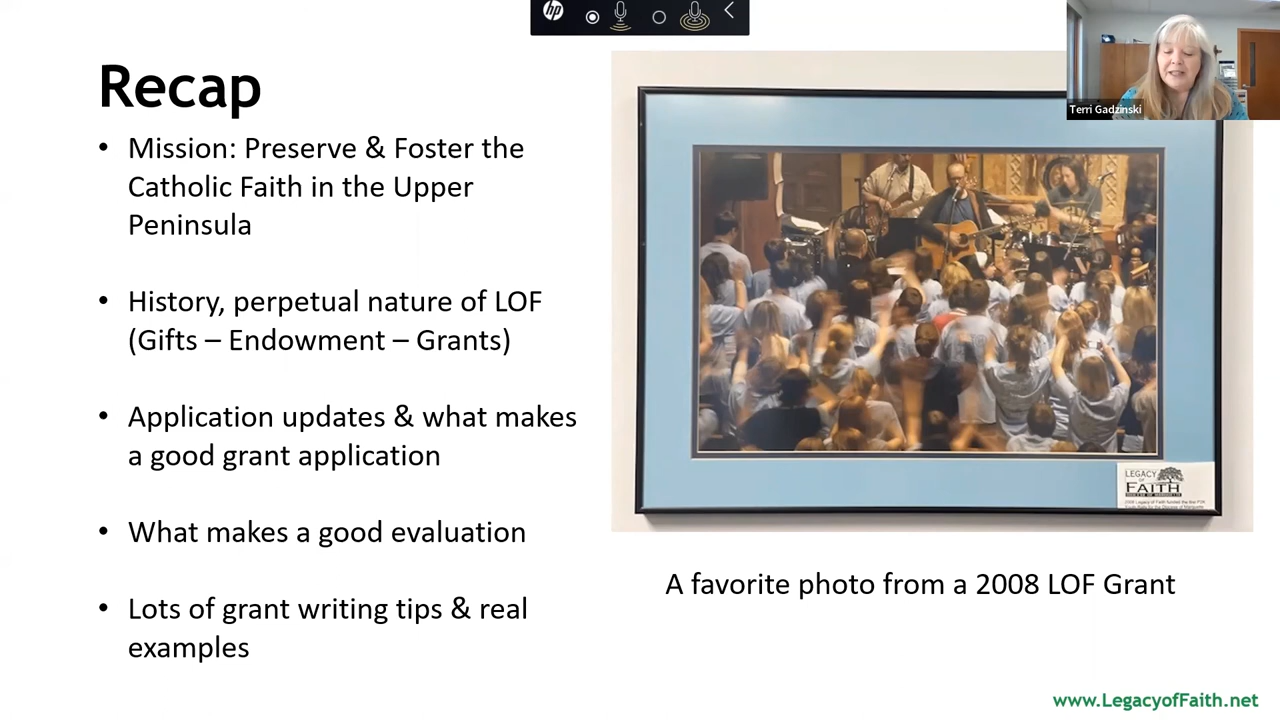 hp
Terri Gadzinski
Recap
• Mission: Preserve & Foster the
Catholic Faith in the Upper
Peninsula
• History, perpetual nature of LOF
(Gifts – Endowment – Grants)
• Application updates & what makes
a good grant application
• What makes a good evaluation
• Lots of grant writing tips & real
examples
LEGACY
of
FAITH
A favorite photo from a 2008 LOF Grant
www.LegacyofFaith.net